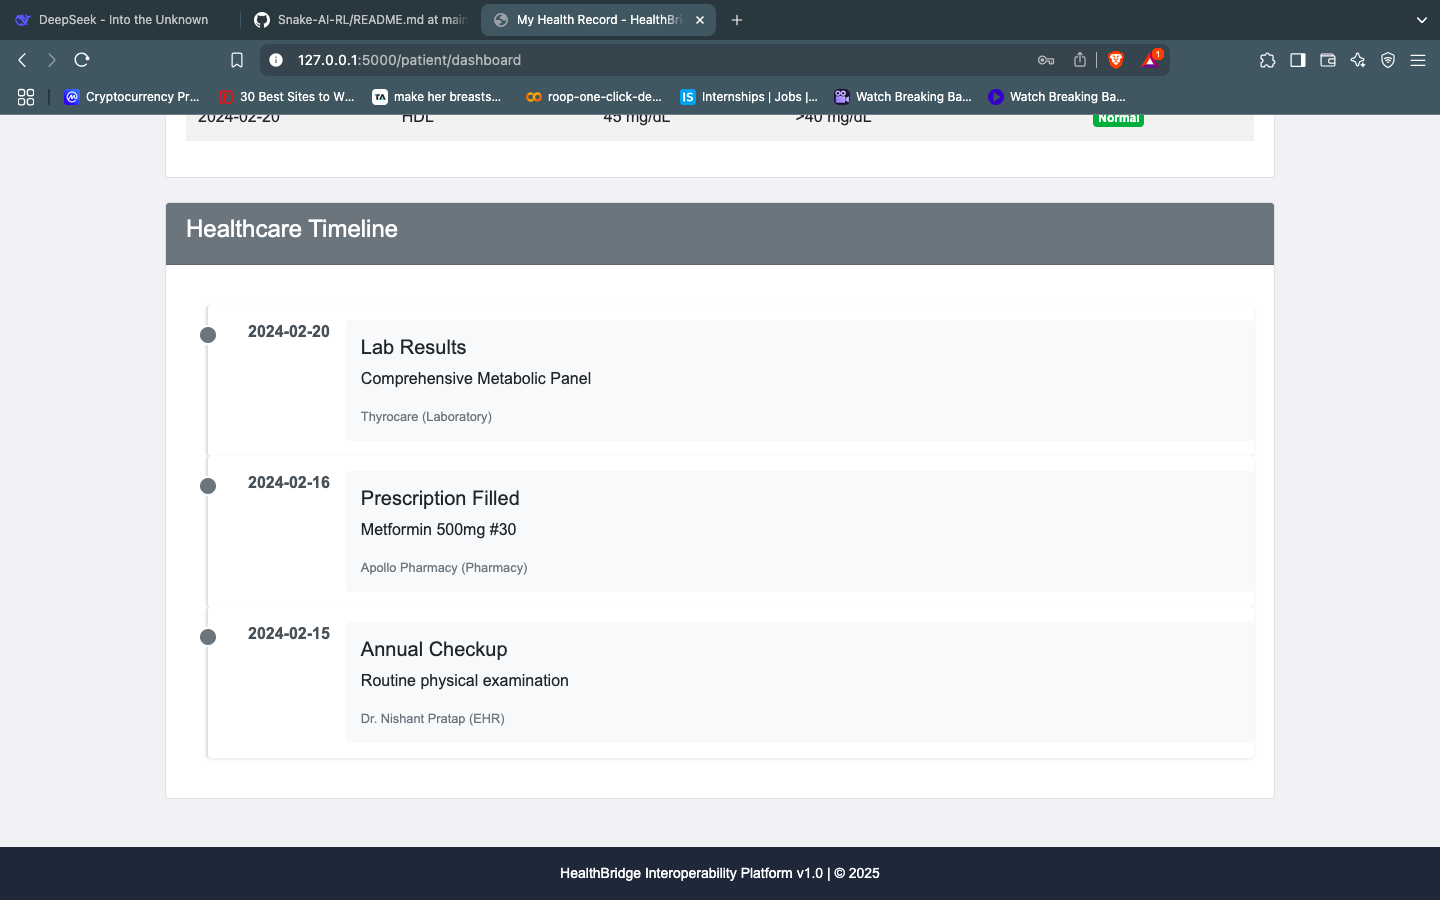 DeepSeek - Into the Unknown
Snake-AI-RL/README.md at main
My Health Record - HealthBri
127.0.0.1:5000/patient/dashboard
1
Cryptocurrency Pr...
30 Best Sites to W...
TA
make her breasts...
roop-one-click-de...
IS
Internships | Jobs |...
Watch Breaking Ba...
Watch Breaking Ba...
2024-02-20 HDL 45 mg/dL >40 mg/dL Normal
Healthcare Timeline
2024-02-20
Lab Results
Comprehensive Metabolic Panel
Thyrocare (Laboratory)
2024-02-16
Prescription Filled
Metformin 500mg #30
Apollo Pharmacy (Pharmacy)
2024-02-15
Annual Checkup
Routine physical examination
Dr. Nishant Pratap (EHR)
HealthBridge Interoperability Platform v1.0 | © 2025